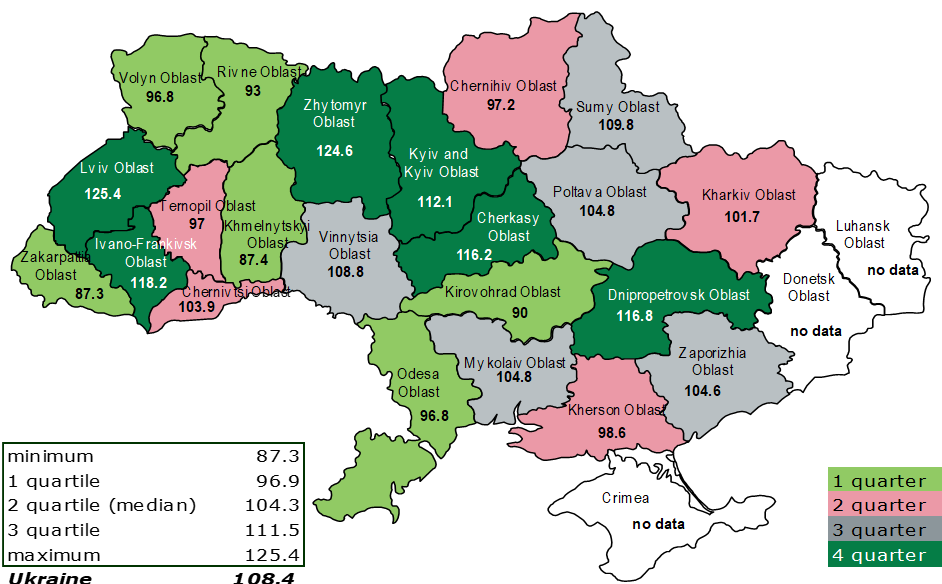 Volyn Oblast
96.8
Rivne Oblast
93
Zhytomyr
Oblast
124.6
Chernihiv Oblast
97.2
Sumy Oblast
109.8
Lviv Oblast
125.4
Kyiv and
Kyiv Oblast
112.1
Ternopil Oblast
97
Khmelnytskyi
Oblast
87.4
Ivano-Frankivsk
Oblast
118.2
Zakarpattia
Oblast
87.3
Chernivtsi Oblast
103.9
Vinnytsia
Oblast
108.8
Cherkasy
Oblast
116.2
Poltava Oblast
104.8
Kharkiv Oblast
101.7
Luhansk
Oblast
no data
Donetsk
Oblast
no data
Kirovohrad Oblast
90
Dnipropetrovsk Oblast
116.8
Odesa
Oblast
96.8
Mykolaiv Oblast
104.8
Zaporizhia
Oblast
104.6
Kherson Oblast
98.6
Crimea
no data
minimum 87.3
1 quartile 96.9
2 quartile (median) 104.3
3 quartile 111.5
maximum 125.4
Ukraine 108.4
1 quarter
2 quarter
3 quarter
4 quarter